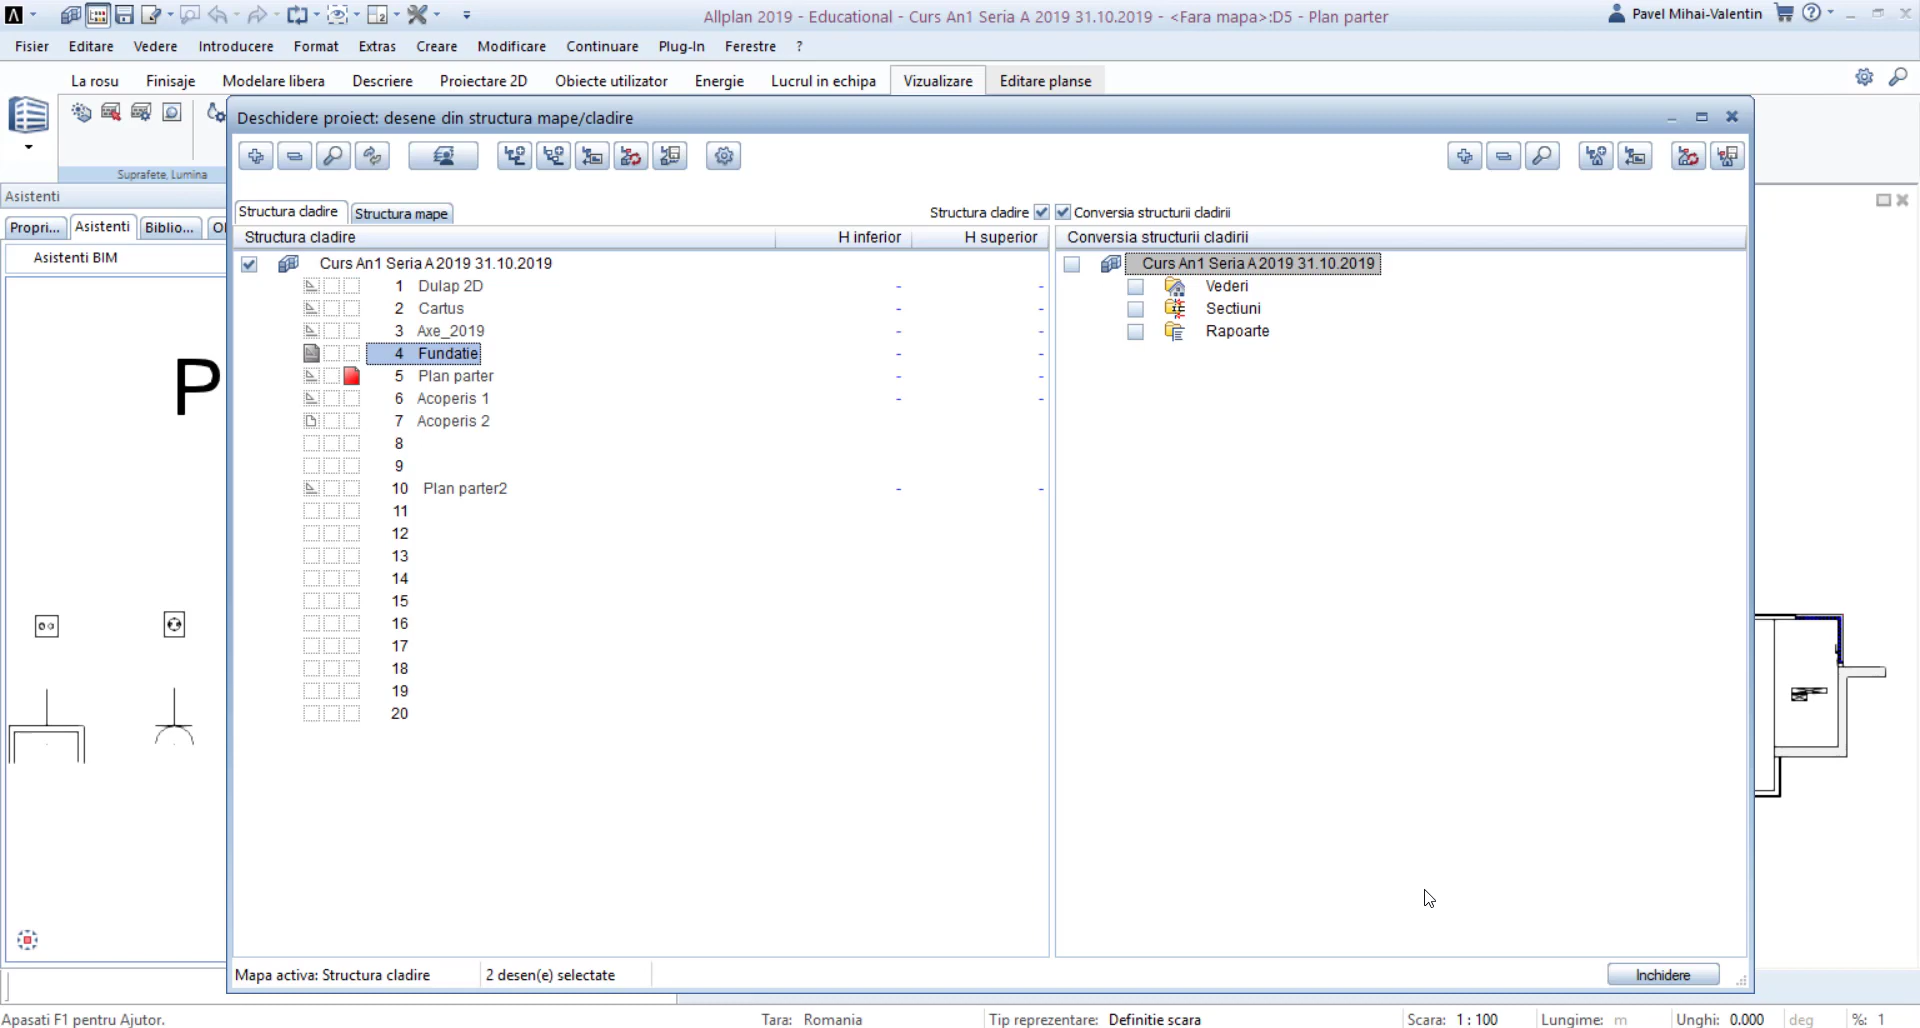 Allplan 2019 - Educational - Curs An1 Seria A 2019 31.10.2019 - <Fara mapa>:D5 - Plan parter
Pavel Mihai-Valentin
Fisier Editare Vedere Introducere Format Extras Creare Modificare Continuare Plug-In Ferestre ?
La rosu Finisaje Modelare libera Descriere Proiectare 2D Obiecte utilizator Energie Lucrul in echipa Vizualizare Editare planse
Suprafete, Lumina
Asistenti
Propri... Asistenti Biblio...
Asistenti BIM
P
Deschidere proiect: desene din structura mape/cladire
Structura cladire Structura mape
Structura cladire Conversia structurii cladirii
Structura cladire H inferior H superior
Conversia structurii cladirii
Curs An1 Seria A 2019 31.10.2019
1 Dulap 2D - -
2 Cartus - -
3 Axe_2019 - -
4 Fundatie - -
5 Plan parter - -
6 Acoperis 1 - -
7 Acoperis 2
8
9
10 Plan parter2 - -
11
12
13
14
15
16
17
18
19
20
Curs An1 Seria A 2019 31.10.2019
Vederi
Sectiuni
Rapoarte
Mapa activa: Structura cladire 2 desen(e) selectate
Inchidere
Apasati F1 pentru Ajutor.
Tara: Romania Tip reprezentare: Definitie scara Scara: 1 : 100 Lungime: m Unghi: 0.000 deg %: 1